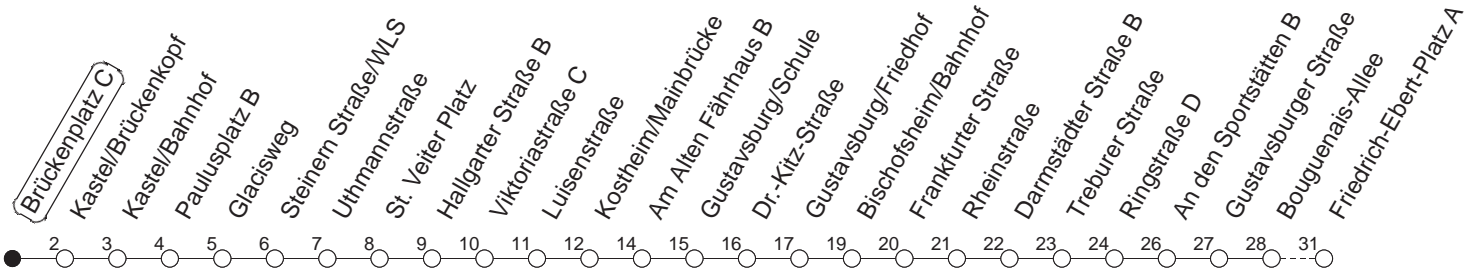 Brückenplatz C
Kastel/Brückenkopf
Kastel/Bahnhof
Paulusplatz B
Glacisweg
Steinern Straße/WLS
Uthmannstraße
St. Veiter Platz
Hallgarter Straße B
Viktoriastraße C
Luisenstraße
Kostheim/Mainbrücke
Am Alten Fährhaus B
Gustavsburg/Schule
Dr.-Kitz-Straße
Gustavsburg/Friedhof
Bischofsheim/Bahnhof
Frankfurter Straße
Rheinstraße
Darmstädter Straße B
Treburer Straße
Ringstraße D
An den Sportstätten B
Gustavsburger Straße
Bouguenais-Allee
Friedrich-Ebert-Platz A
2 3 4 5 6 7 8 9 10 11 12 14 15 16 17 19 20 21 22 23 24 26 27 28 31